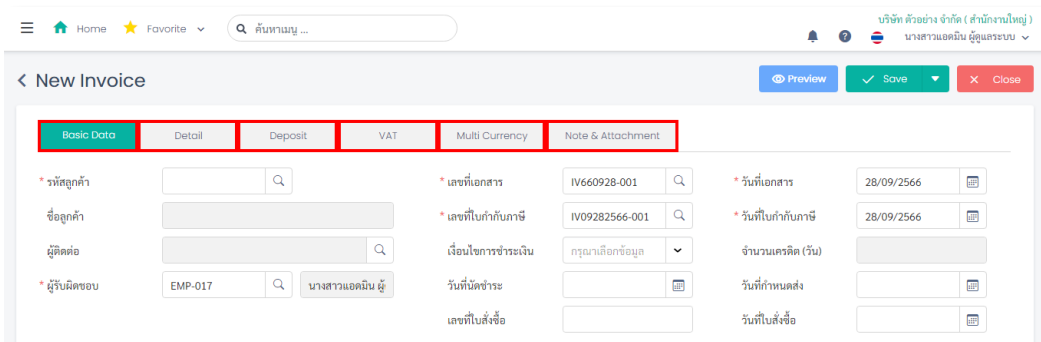 บริษัท ตัวอย่าง จำกัด ( สำนักงานใหญ่ )
Home Favorite ค้นหาเมนู ... นางสาวแอดมิน ผู้ดูแลระบบ
New Invoice Preview Save Close
Basic Data Detail Deposit VAT Multi Currency Note & Attachment
* รหัสลูกค้า * เลขที่เอกสาร IV660928-001 * วันที่เอกสาร 28/09/2566
ชื่อลูกค้า * เลขที่ใบกำกับภาษี IV09282566-001 * วันที่ใบกำกับภาษี 28/09/2566
ผู้ติดต่อ เงื่อนไขการชำระเงิน กรุณาเลือกข้อมูล จำนวนเครดิต (วัน)
* ผู้รับผิดชอบ EMP-017 นางสาวแอดมิน ผู้ วันที่นัดชำระ วันที่กำหนดส่ง
เลขที่ใบสั่งซื้อ วันที่ใบสั่งซื้อ